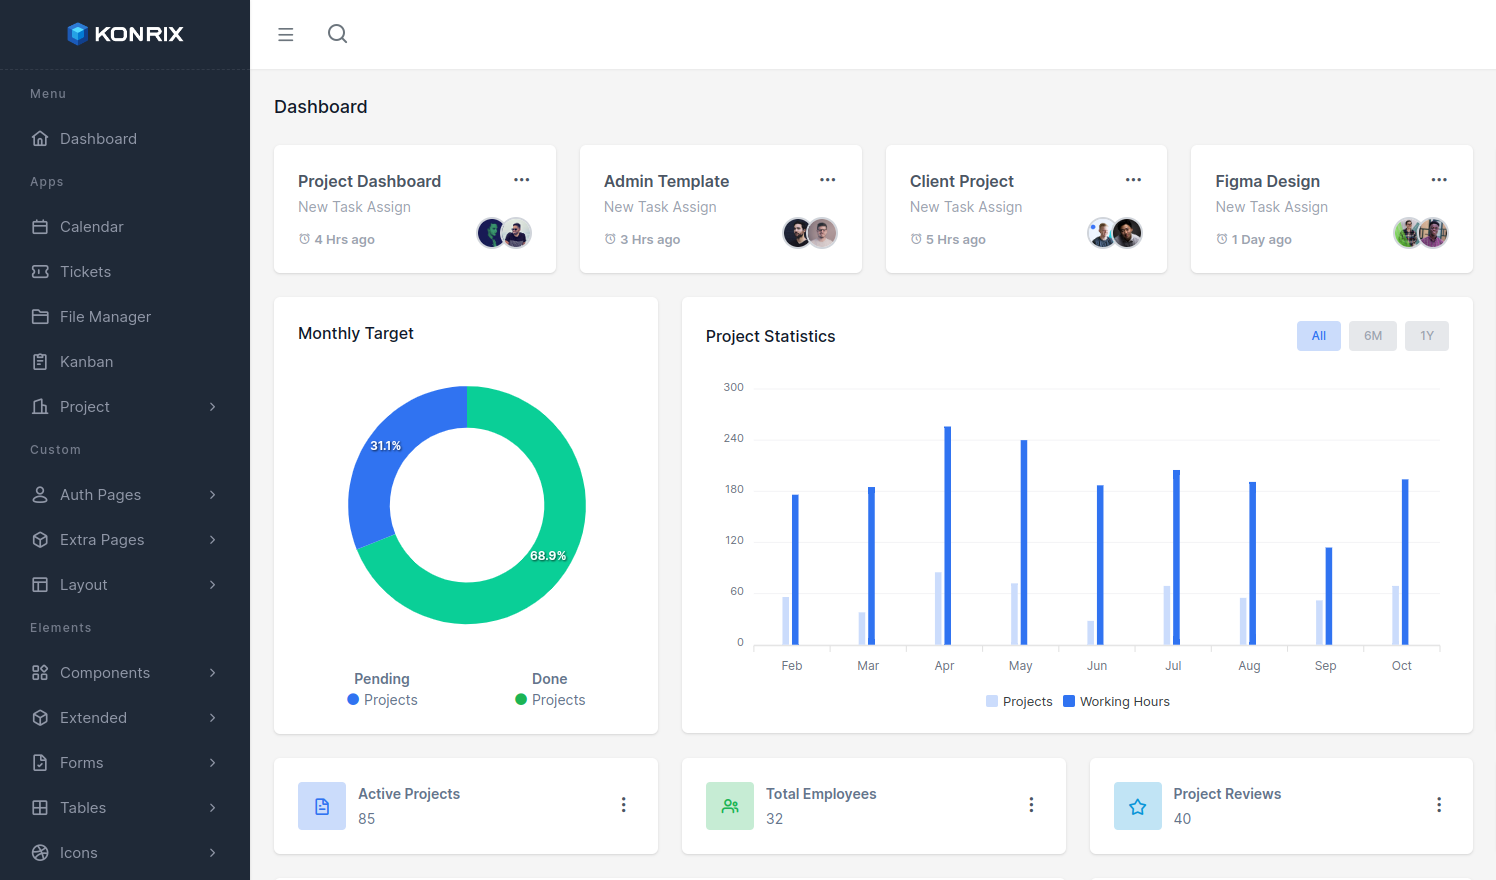 KONRIX
Menu
Dashboard
Apps
Calendar
Tickets
File Manager
Kanban
Project
Custom
Auth Pages
Extra Pages
Layout
Elements
Components
Extended
Forms
Tables
Icons
Dashboard
Project Dashboard
New Task Assign
4 Hrs ago
Admin Template
New Task Assign
3 Hrs ago
Client Project
New Task Assign
5 Hrs ago
Figma Design
New Task Assign
1 Day ago
Monthly Target
31.1%
68.9%
Pending
Projects
Done
Projects
Project Statistics
All 6M 1Y
300
240
180
120
60
0
Feb Mar Apr May Jun Jul Aug Sep Oct
Projects Working Hours
Active Projects
85
Total Employees
32
Project Reviews
40